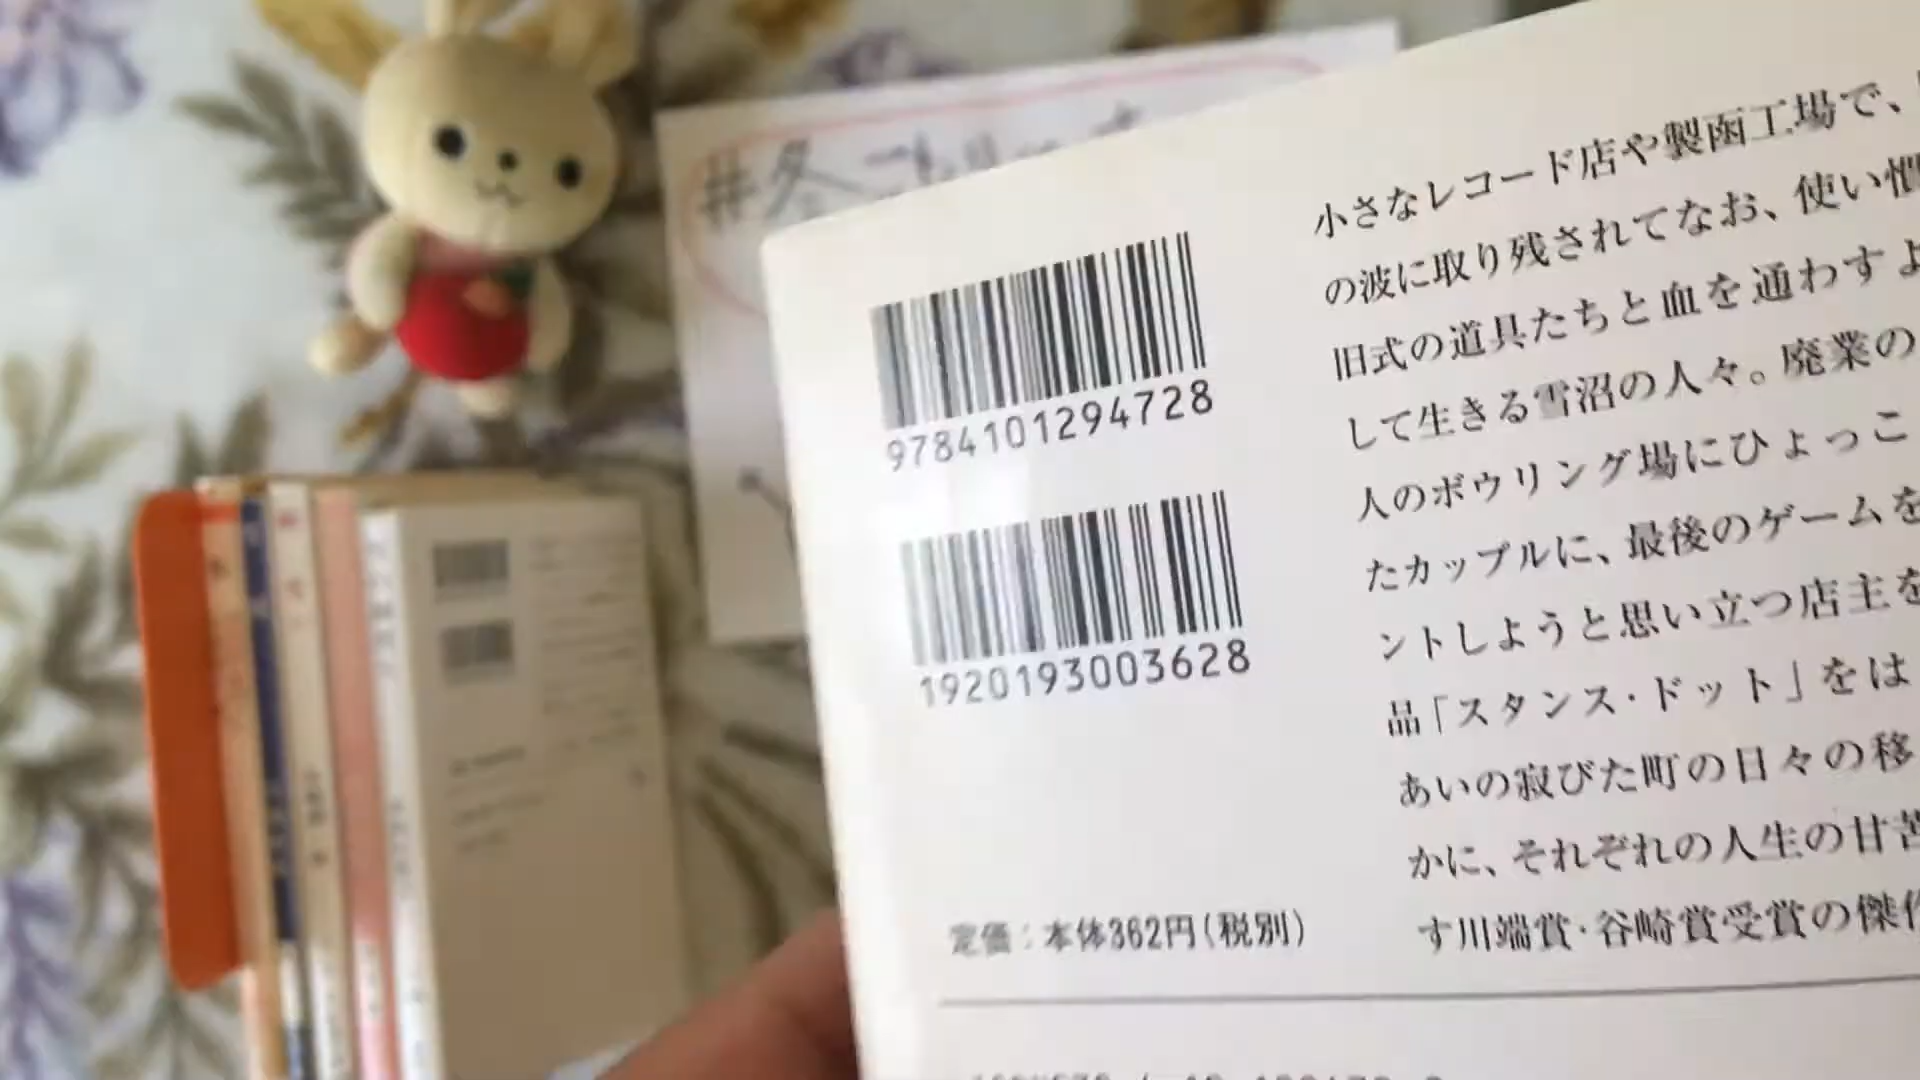 #冬
9784101294728
1920193003628
定価：本体362円(税別)
小さなレコード店や製函工場で、
の波に取り残されてなお、使い慣
旧式の道具たちと血を通わすよ
して生きる雪沼の人々。廃業の
人のボウリング場にひょっこ
たカップルに、最後のゲームを
ントしようと思い立つ店主を
品「スタンス・ドット」をは
あいの寂びた町の日々の移
かに、それぞれの人生の甘苦
す川端賞・谷崎賞受賞の傑作